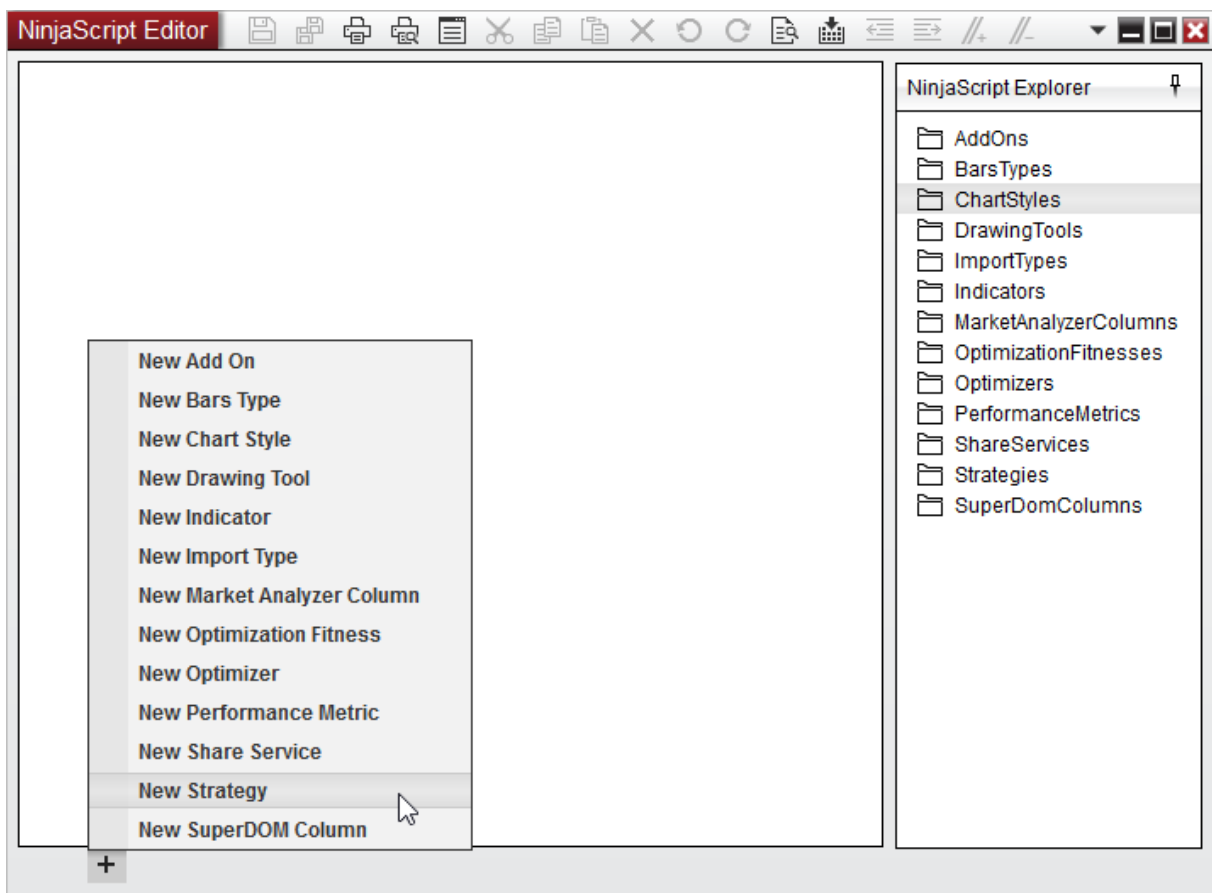 NinjaScript Editor
NinjaScript Explorer
AddOns
BarsTypes
ChartStyles
DrawingTools
ImportTypes
Indicators
MarketAnalyzerColumns
OptimizationFitnesses
Optimizers
PerformanceMetrics
ShareServices
Strategies
SuperDomColumns
New Add On
New Bars Type
New Chart Style
New Drawing Tool
New Indicator
New Import Type
New Market Analyzer Column
New Optimization Fitness
New Optimizer
New Performance Metric
New Share Service
New Strategy
New SuperDOM Column
+